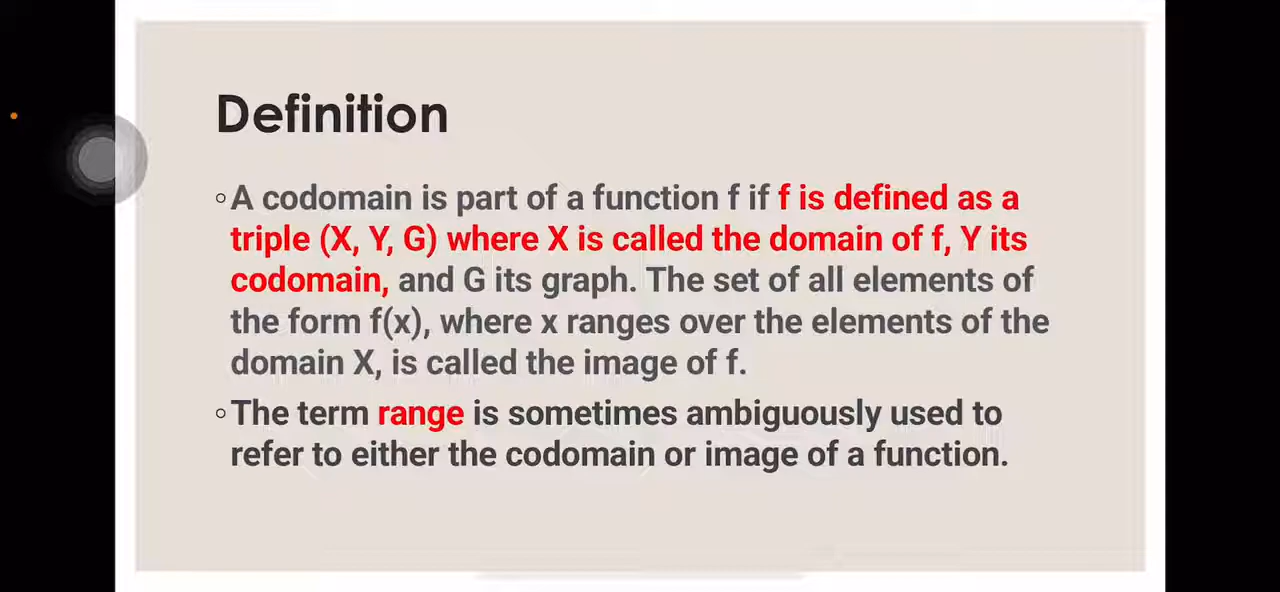 Definition
◦A codomain is part of a function f if f is defined as a
triple (X, Y, G) where X is called the domain of f, Y its
codomain, and G its graph. The set of all elements of
the form f(x), where x ranges over the elements of the
domain X, is called the image of f.
◦The term range is sometimes ambiguously used to
refer to either the codomain or image of a function.